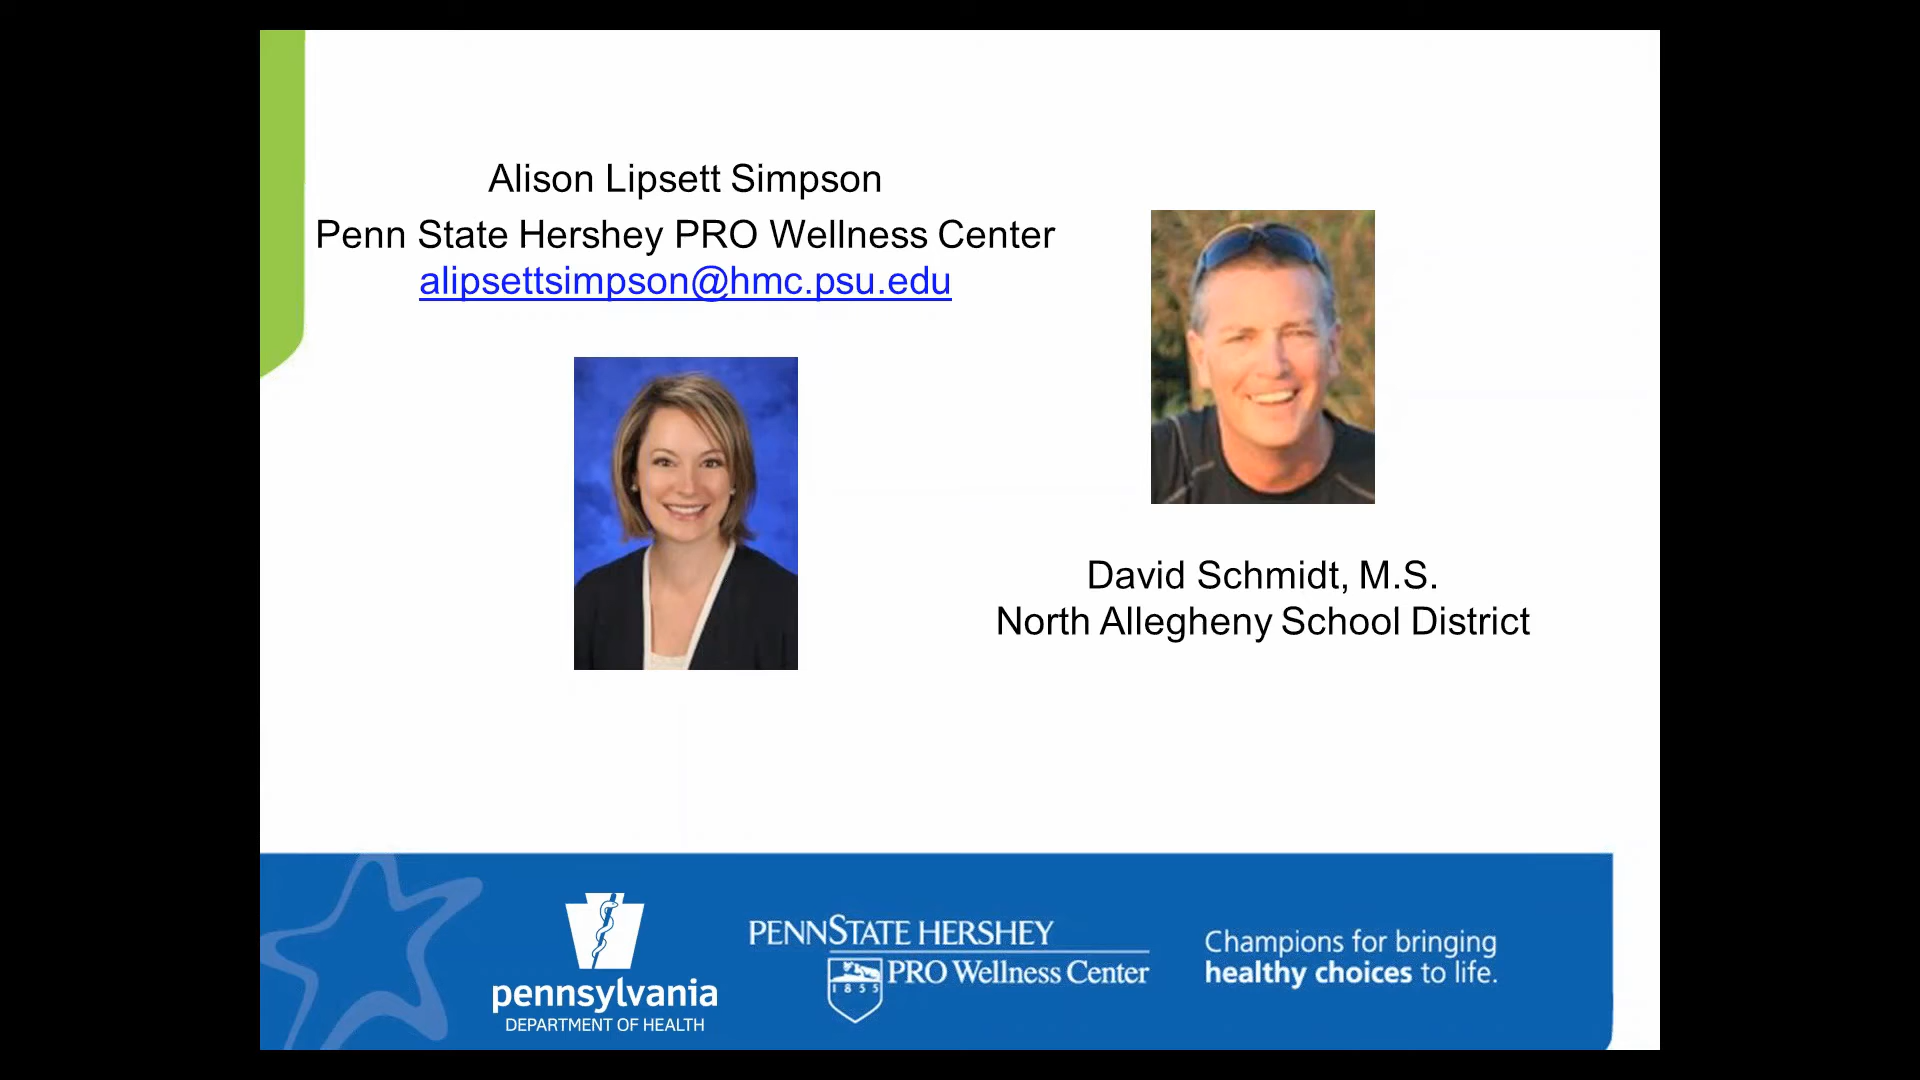 Alison Lipsett Simpson
Penn State Hershey PRO Wellness Center
alipsettsimpson@hmc.psu.edu
David Schmidt, M.S.
North Allegheny School District
pennsylvania
DEPARTMENT OF HEALTH
PENNSTATE HERSHEY
PRO Wellness Center
1855
Champions for bringing
healthy choices to life.